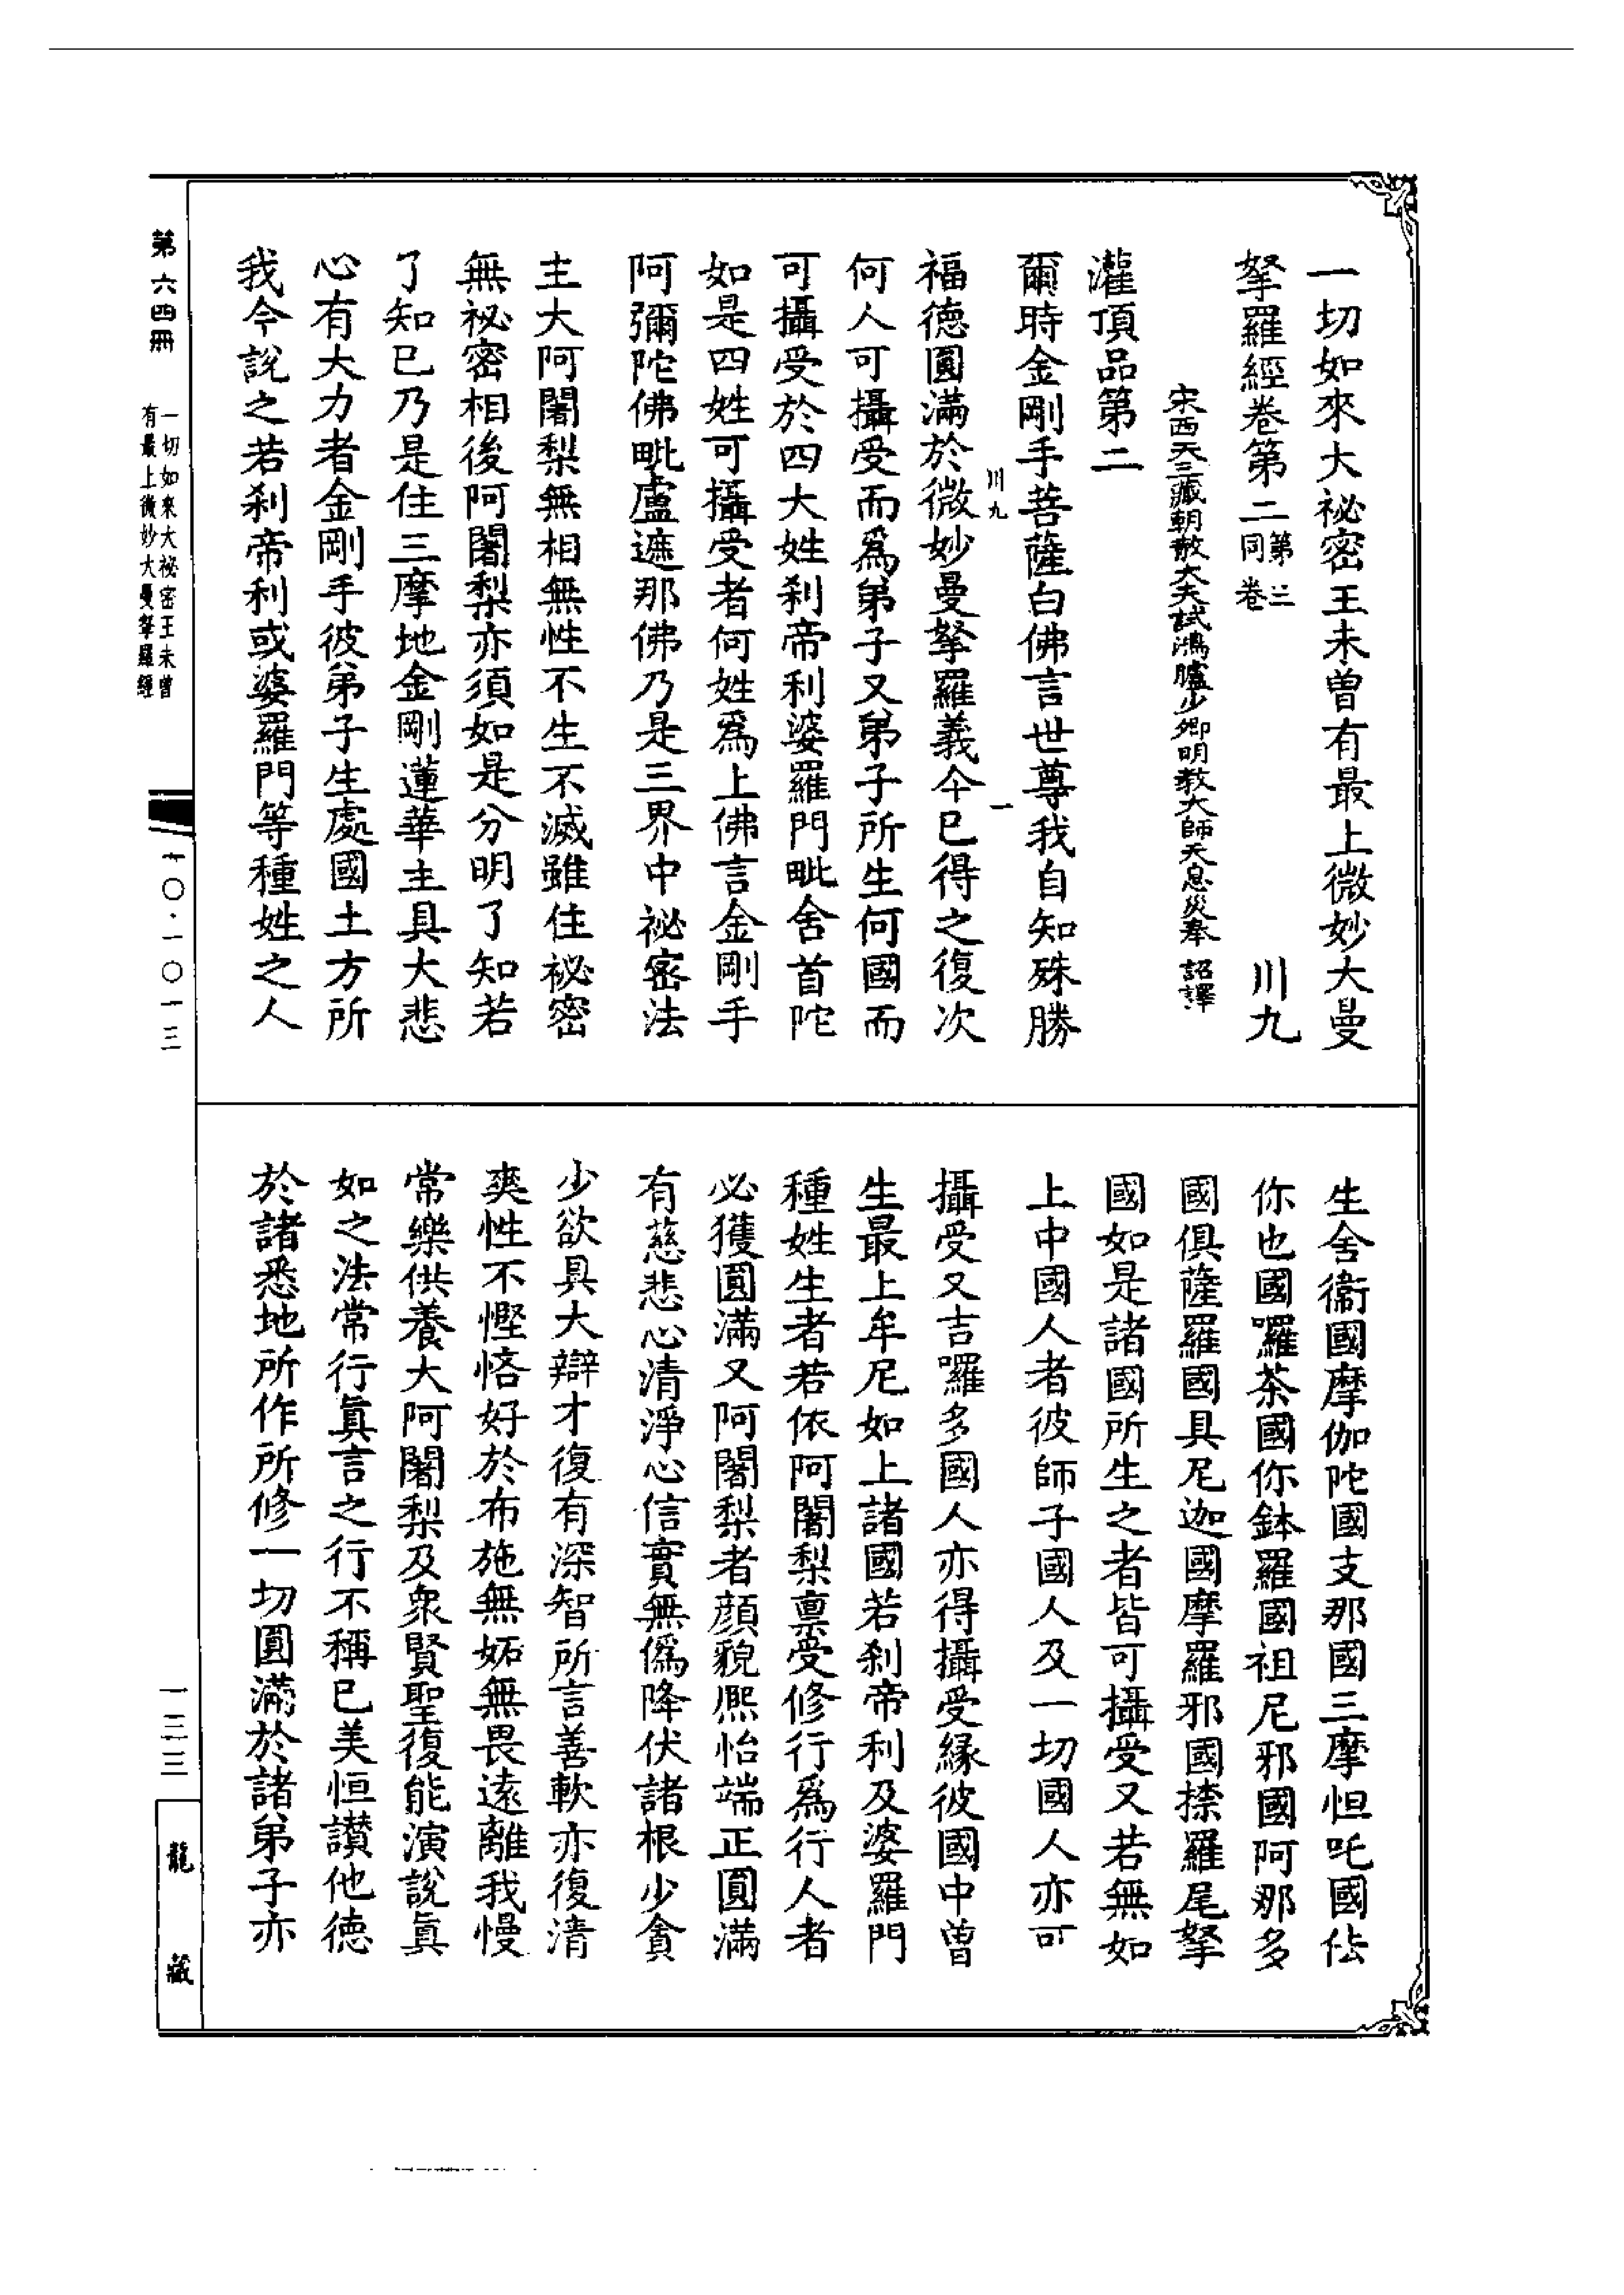 一切如來大祕密王未曾有最上微妙大曼
拏羅經卷第二 第三同卷 川九
宋西天三藏朝散大夫試鴻臚少卿明教大師天息災奉 詔譯
灌頂品第二
爾時金剛手菩薩白佛言世尊我自知殊勝
川九 一
福德圓滿於微妙曼拏羅義今巳得之復次
何人可攝受而爲弟子又弟子所生何國而
可攝受於四大姓刹帝利婆羅門毗舍首陀
如是四姓可攝受者何姓爲上佛言金剛手
阿彌陀佛毗盧遮那佛乃是三界中祕密法
主大阿闍梨無相無性不生不滅雖住祕密
無祕密相後阿闍梨亦須如是分明了知若
了知巳乃是住三摩地金剛蓮華主具大悲
心有大力者金剛手彼弟子生處國土方所
我今說之若刹帝利或婆羅門等種姓之人
生舍衞國摩伽陀國支那國三摩怛吒國佉
你也國囉茶國你鉢羅國祖尼邪國阿那多
國俱薩羅國具尼迦國摩羅邪國搽羅尾拏
國如是諸國所生之者皆可攝受又若無如
上中國人者彼師子國人及一切國人亦可
攝受又吉囉多國人亦得攝受緣彼國中曾
生最上牟尼如上諸國若刹帝利及婆羅門
種姓生者若依阿闍梨禀受修行爲行人者
必獲圓滿又阿闍梨者顏貌熈怡端正圓滿
有慈悲心清淨心信實無僞降伏諸根少貪
少欲具大辯才復有深智所言善軟亦復清
爽性不慳悋好於布施無妬無畏遠離我慢
常樂供養大阿闍梨及衆賢聖復能演說眞
如之法常行眞言之行不稱巳美恒讃他德
於諸悉地所作所修一切圓滿於諸弟子亦
第六四冊
一切如來大祕密王未曾
有最上微妙大曼拏羅經
一〇·一〇一三
一三三
龍藏